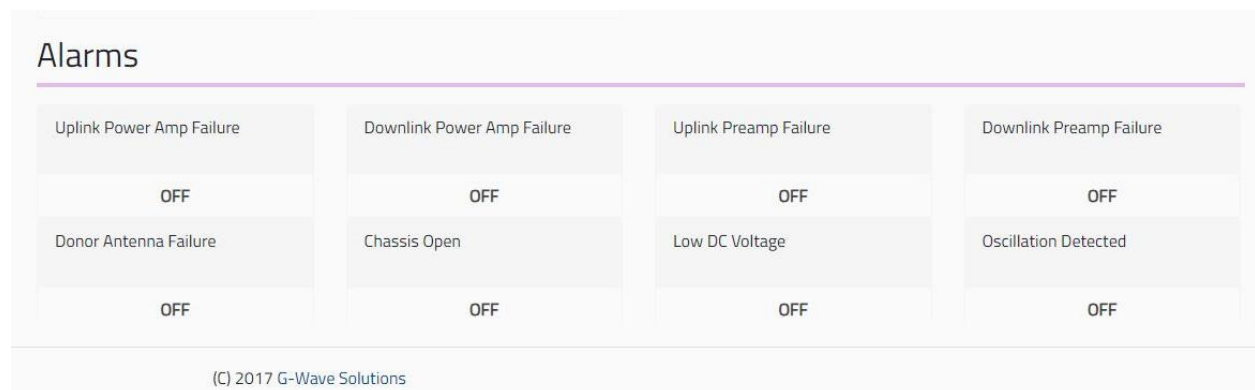 Alarms
Uplink Power Amp Failure Downlink Power Amp Failure Uplink Preamp Failure Downlink Preamp Failure
OFF OFF OFF OFF
Donor Antenna Failure Chassis Open Low DC Voltage Oscillation Detected
OFF OFF OFF OFF
(C) 2017 G-Wave Solutions